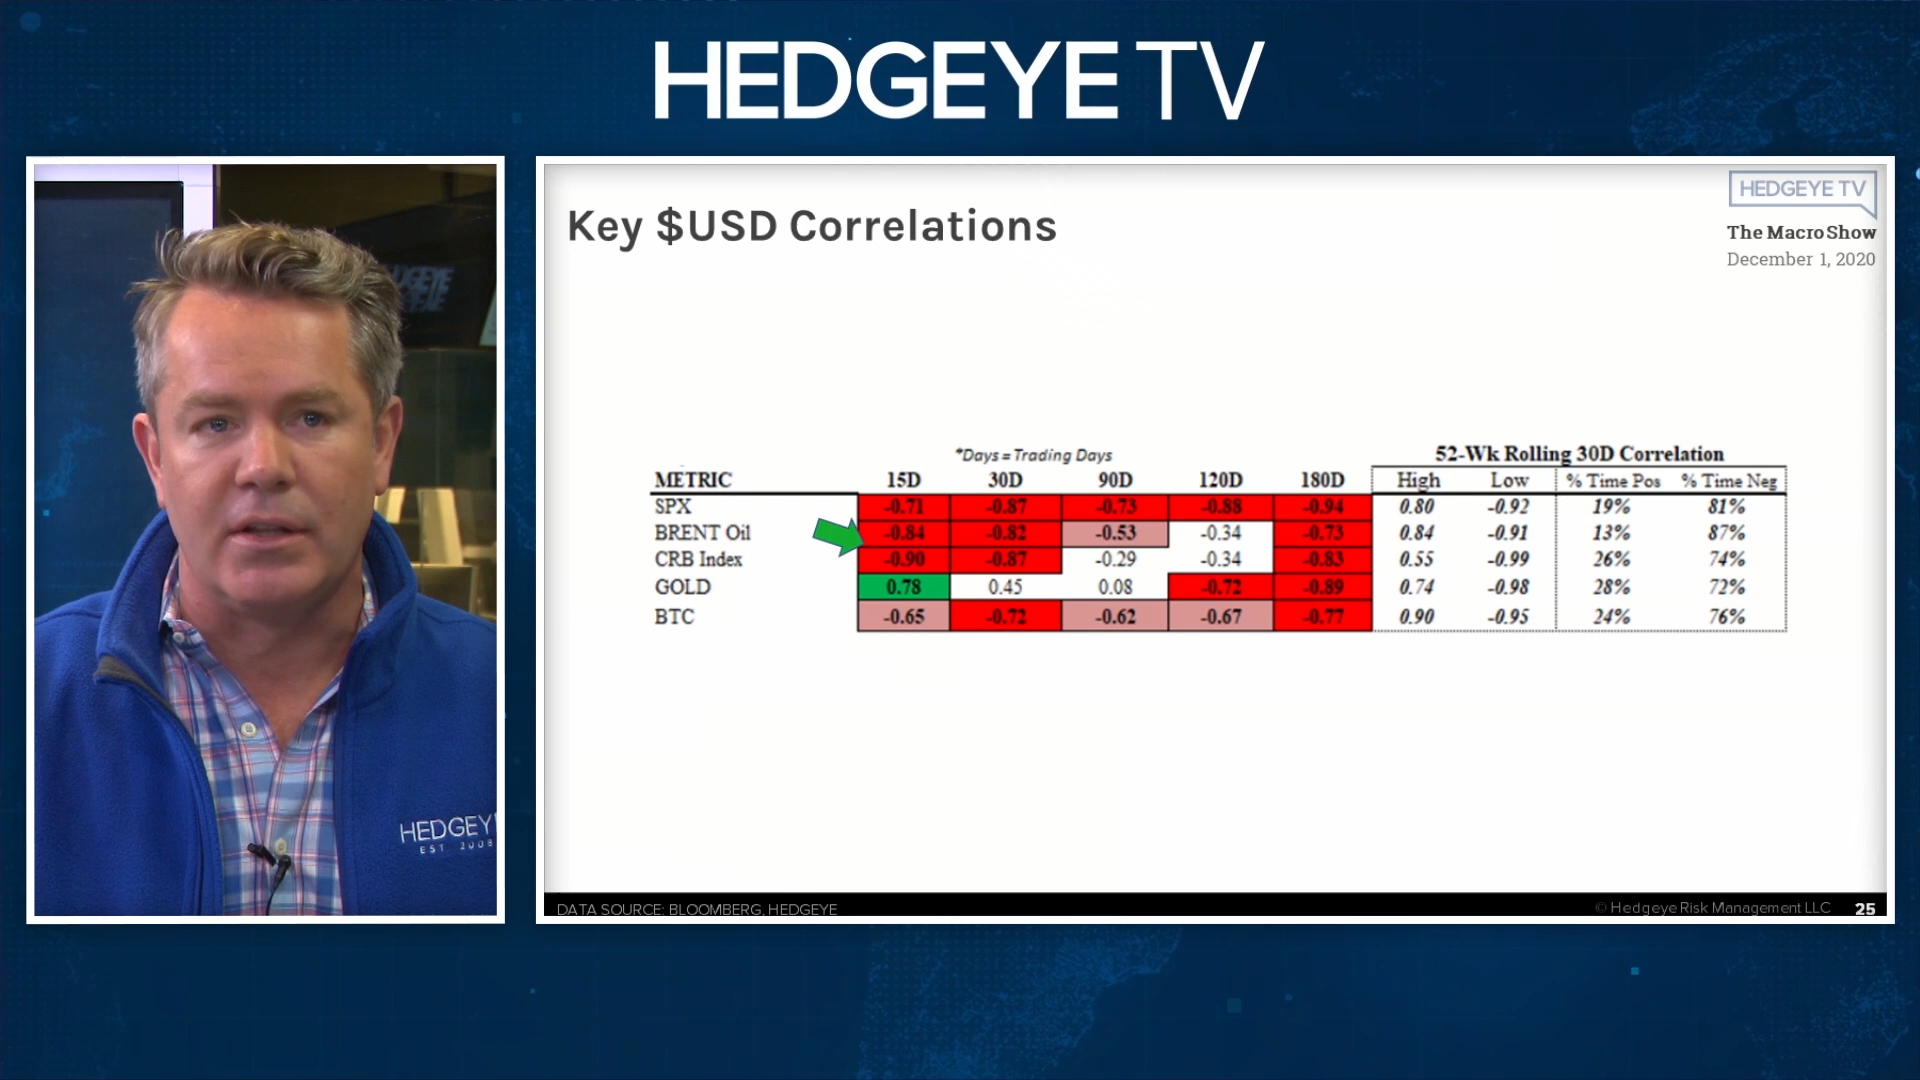 HEDGEYE TV
HEDGEYE
HEDGEY
EST 2008
HEDGEYE TV
The Macro Show
December 1, 2020
Key $USD Correlations
*Days = Trading Days
52-Wk Rolling 30D Correlation
METRIC 15D 30D 90D 120D 180D High Low % Time Pos % Time Neg
SPX -0.71 -0.87 -0.73 -0.88 -0.94 0.80 -0.92 19% 81%
BRENT Oil -0.84 -0.82 -0.53 -0.34 -0.73 0.84 -0.91 13% 87%
CRB Index -0.90 -0.87 -0.29 -0.34 -0.83 0.55 -0.99 26% 74%
GOLD 0.78 0.45 0.08 -0.72 -0.89 0.74 -0.98 28% 72%
BTC -0.65 -0.72 -0.62 -0.67 -0.77 0.90 -0.95 24% 76%
DATA SOURCE: BLOOMBERG, HEDGEYE
© Hedgeye Risk Management LLC 25